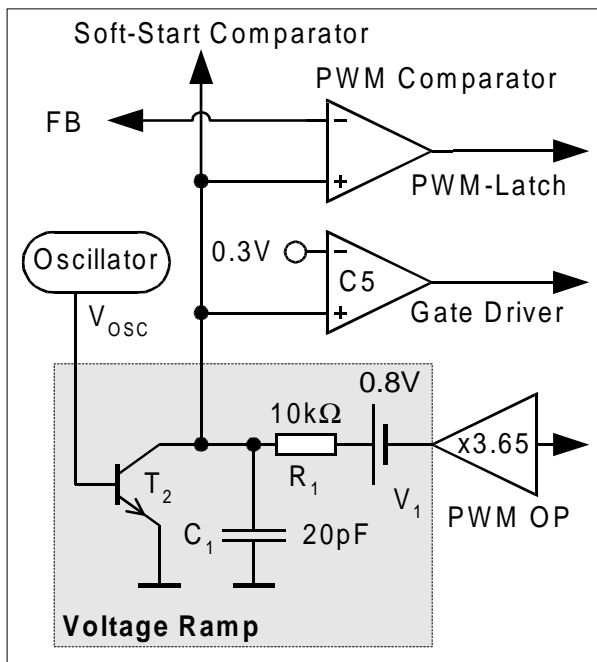 Soft-Start Comparator
PWM Comparator
FB
−
+
PWM-Latch
0.3V
−
C5
+
Oscillator
Gate Driver
VOSC
0.8V
10kΩ
x3.65
T2
R1
V1
PWM OP
C1
20pF
Voltage Ramp